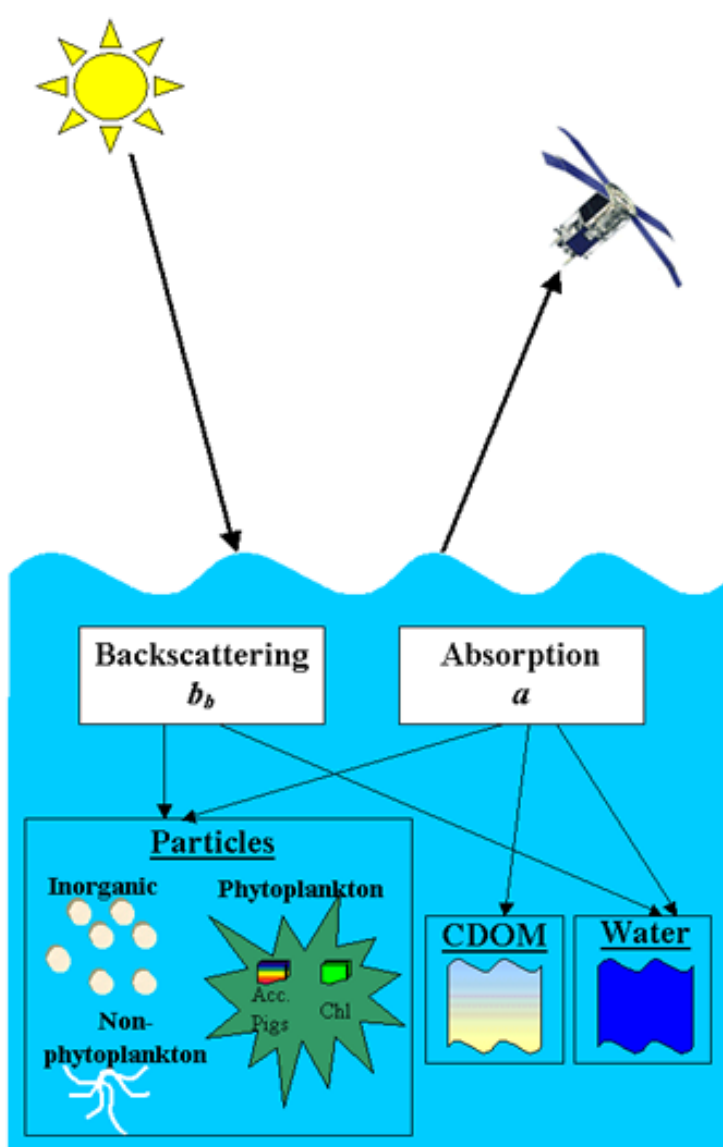 Backscattering
b_b
Absorption
a
Particles
Inorganic
Phytoplankton
Acc.
Pigs
Chl
Non-
phytoplankton
CDOM
Water